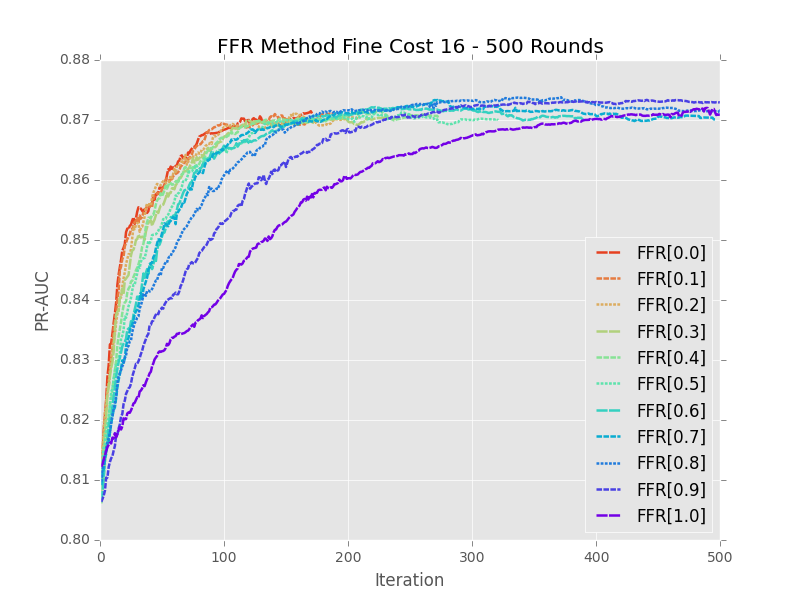 FFR Method Fine Cost 16 - 500 Rounds
PR-AUC
0.88
0.87
0.86
0.85
0.84
0.83
0.82
0.81
0.80
0
100
200
300
400
500
Iteration
FFR[0.0]
FFR[0.1]
FFR[0.2]
FFR[0.3]
FFR[0.4]
FFR[0.5]
FFR[0.6]
FFR[0.7]
FFR[0.8]
FFR[0.9]
FFR[1.0]